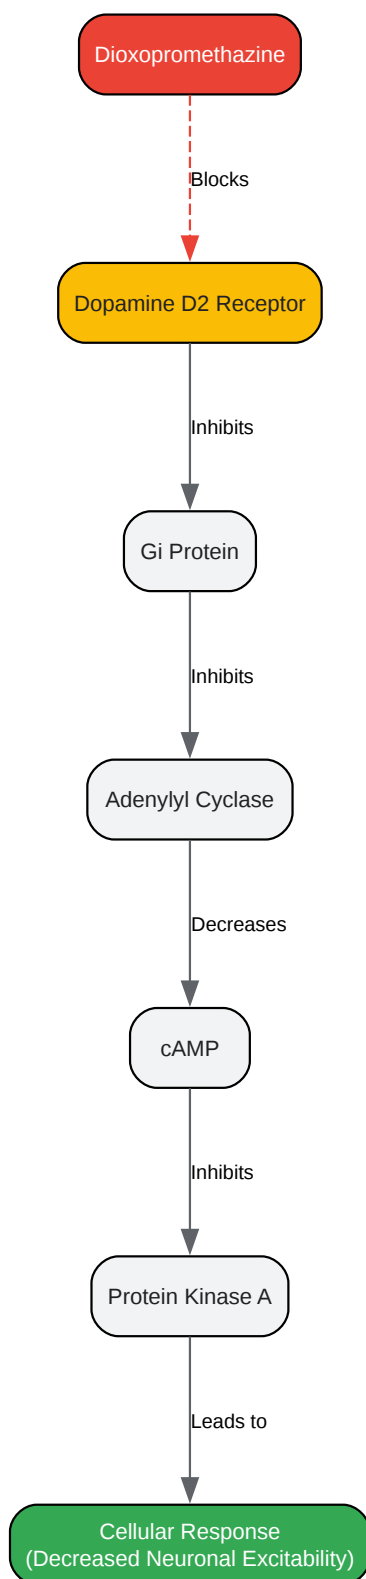 Dioxopromethazine
Blocks
Dopamine D2 Receptor
Inhibits
Gi Protein
Inhibits
Adenylyl Cyclase
Decreases
cAMP
Inhibits
Protein Kinase A
Leads to
Cellular Response
(Decreased Neuronal Excitability)